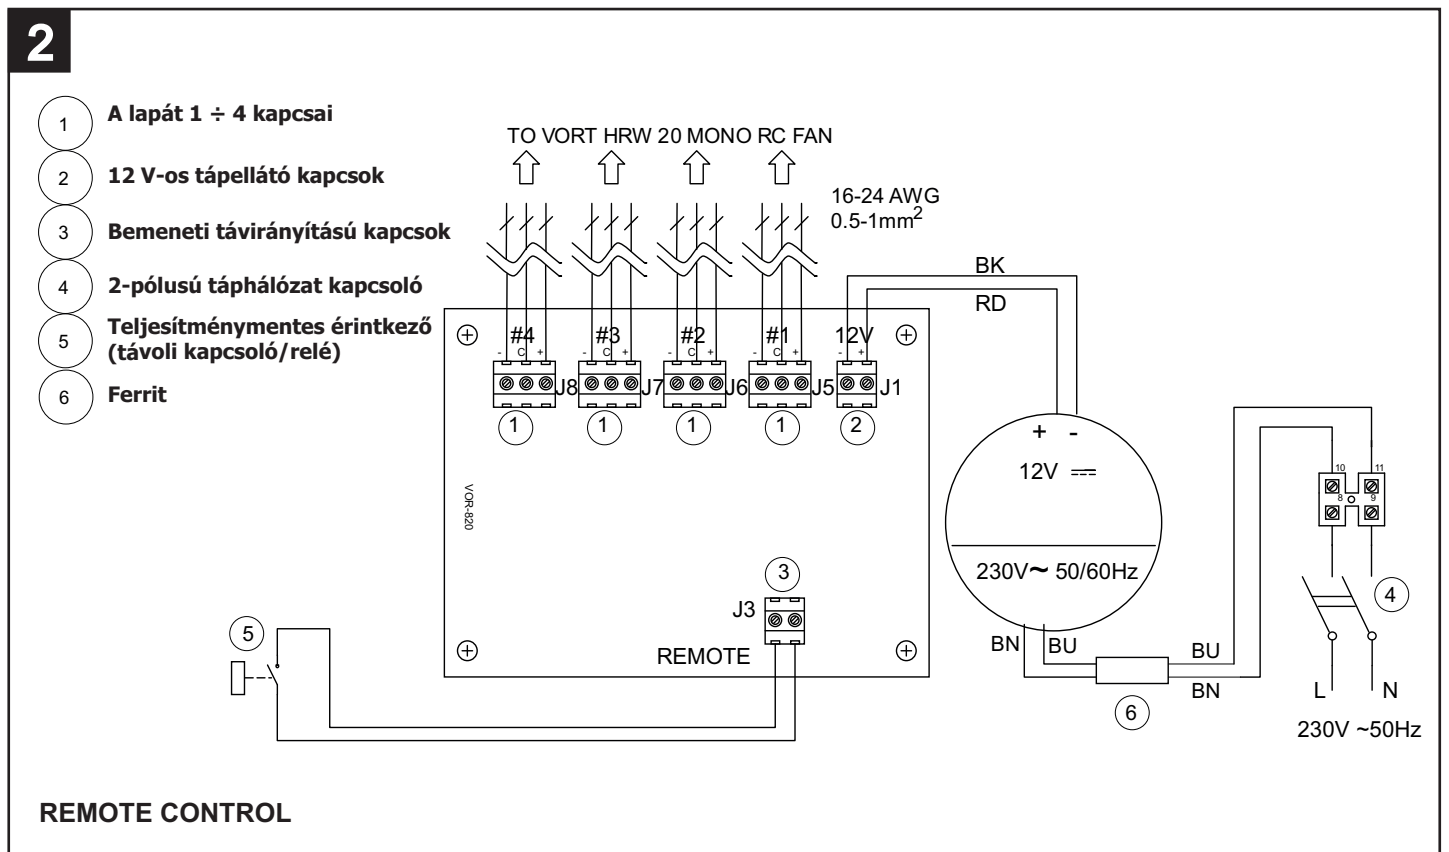 2
1 A lapát 1 ÷ 4 kapcsai
2 12 V-os tápellátó kapcsok
3 Bemeneti távirányítású kapcsok
4 2-pólusú táphálózat kapcsoló
5 Teljesítménymentes érintkező
(távoli kapcsoló/relé)
6 Ferrit
TO VORT HRW 20 MONO RC FAN
16-24 AWG
0.5-1mm²
BK
RD
#4 #3 #2 #1 12V
- C + - C + - C + - C + - +
J8 J7 J6 J5 J1
1 1 1 1 2
VOR-820
+ -
12V
230V~ 50/60Hz
10 11
8 9
3
J3
REMOTE
5
4
BN BU
BU
BN
6
L N
230V ~50Hz
REMOTE CONTROL